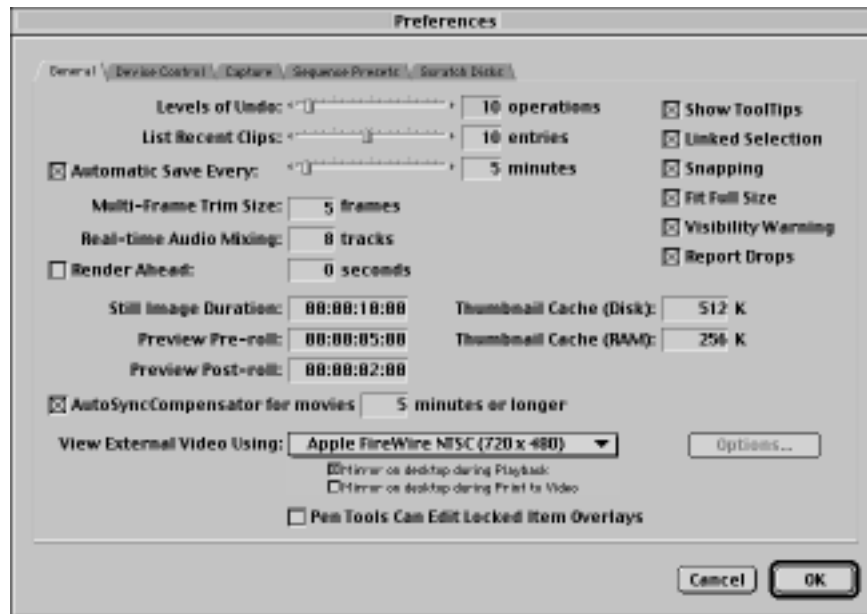 Preferences
General Device Control Capture Sequence Presets Scratch Disks
Levels of Undo: 10 operations
List Recent Clips: 10 entries
Automatic Save Every: 5 minutes
Multi-Frame Trim Size: 5 frames
Real-time Audio Mixing: 8 tracks
Render Ahead: 0 seconds
Show ToolTips
Linked Selection
Snapping
Fit Full Size
Visibility Warning
Report Drops
Still Image Duration: 00:00:10:00
Preview Pre-roll: 00:00:05:00
Preview Post-roll: 00:00:02:00
Thumbnail Cache (Disk): 512 K
Thumbnail Cache (RAM): 256 K
AutoSyncCompensator for movies 5 minutes or longer
View External Video Using: Apple FireWire NTSC (720 x 480)
Options...
Mirror on desktop during Playback
Mirror on desktop during Print to Video
Pen Tools Can Edit Locked Item Overlays
Cancel OK